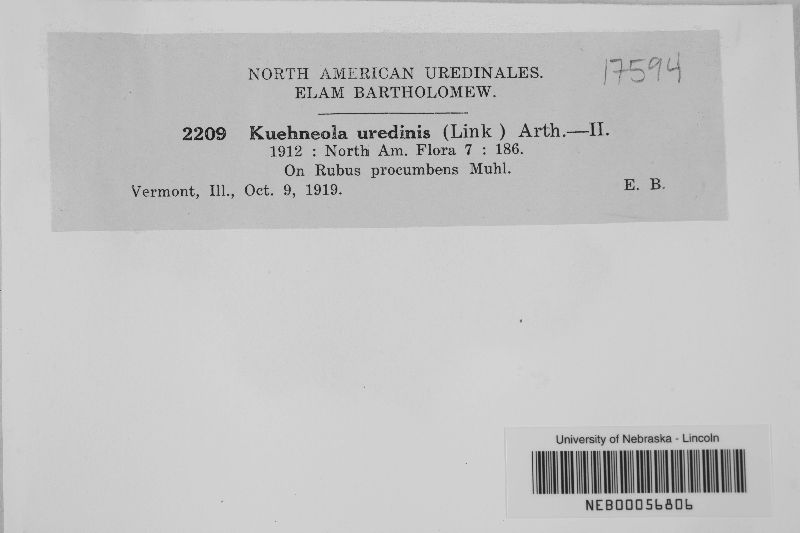 NORTH AMERICAN UREDINALES.
17594
ELAM BARTHOLOMEW.
2209 Kuehneola uredinis (Link ) Arth.—II.
1912 : North Am. Flora 7 : 186.
On Rubus procumbens Muhl.
Vermont, Ill., Oct. 9, 1919. E. B.
University of Nebraska - Lincoln
NEB00056806